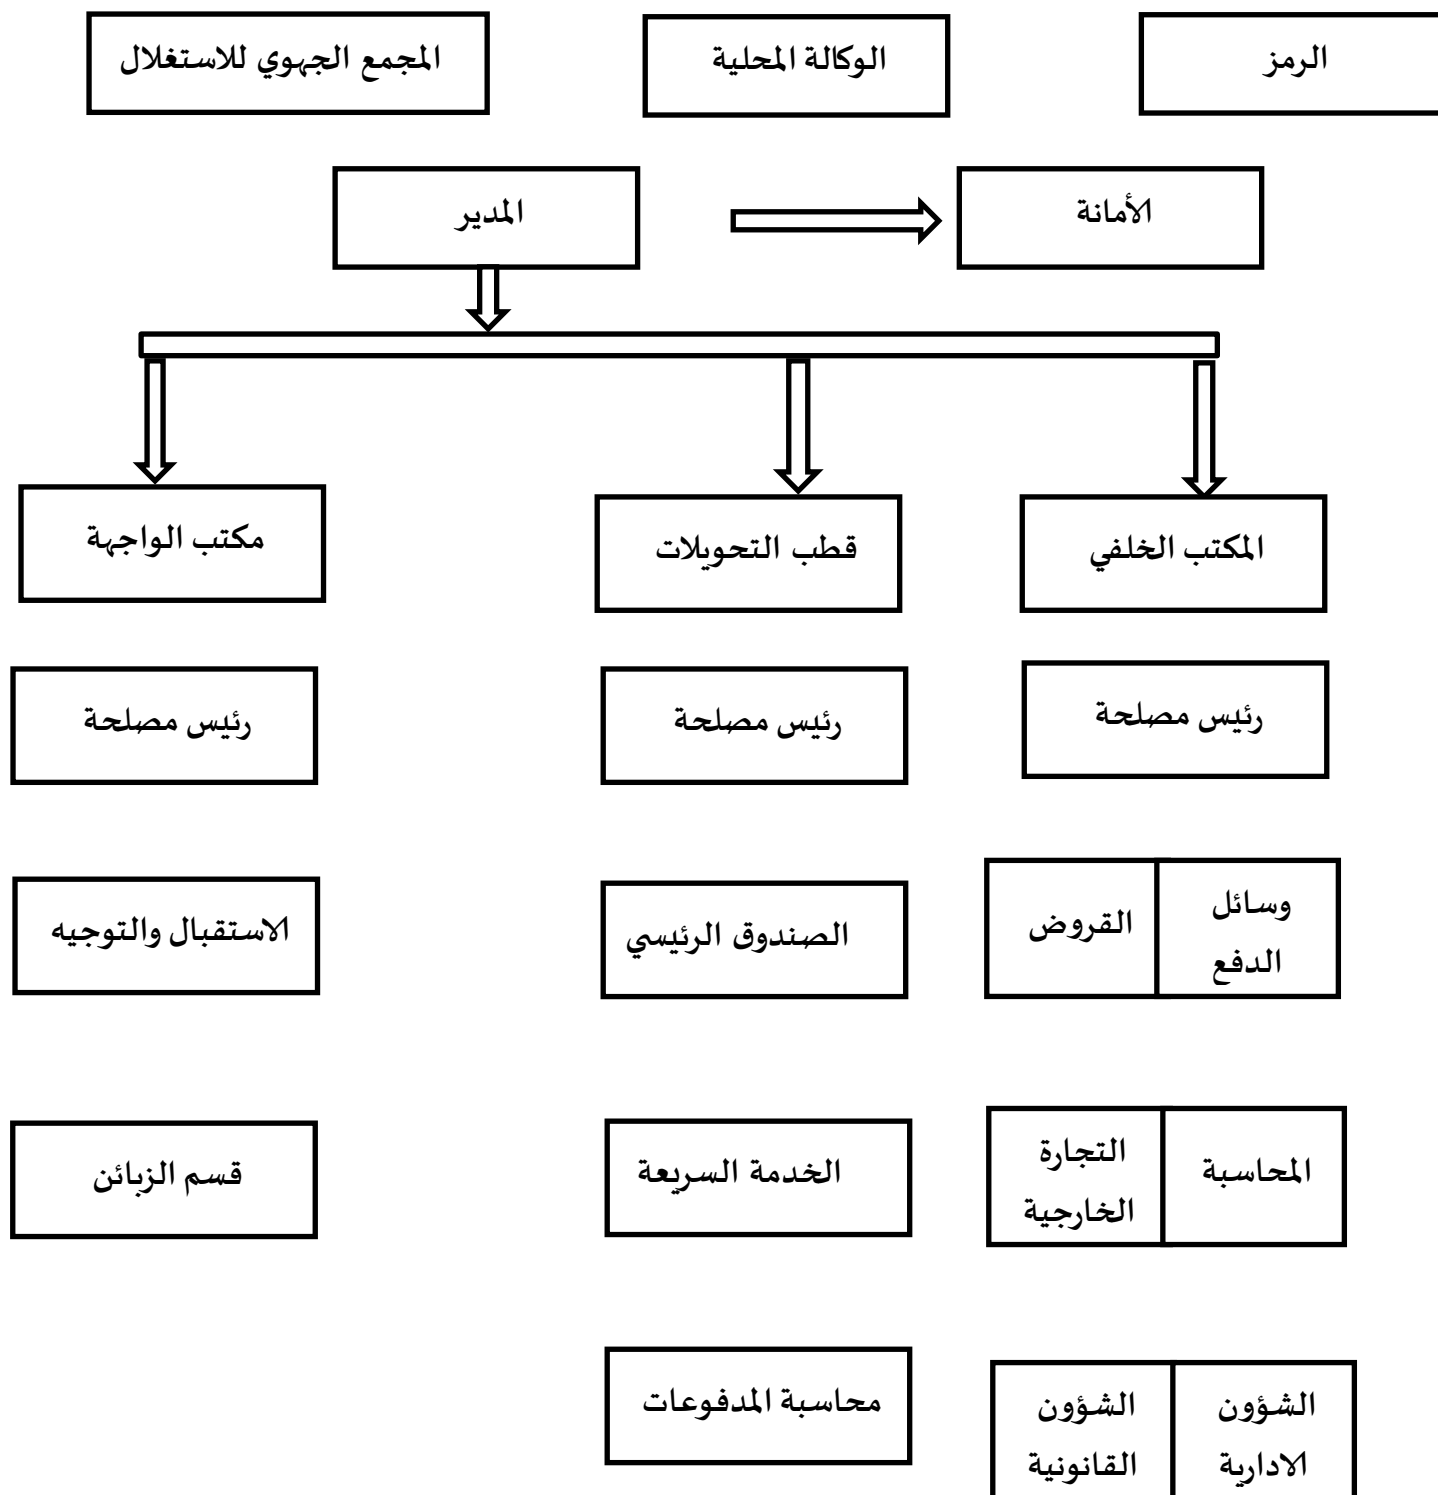 الرمز
الوكالة المحلية
المجمع الجهوي للاستغلال
الأمانة
المدير
المكتب الخلفي
قطب التحويلات
مكتب الواجهة
رئيس مصلحة
رئيس مصلحة
رئيس مصلحة
وسائل
الدفع
القروض
الصندوق الرئيسي
الاستقبال والتوجيه
المحاسبة
التجارة
الخارجية
الخدمة السريعة
قسم الزبائن
الشؤون
الادارية
الشؤون
القانونية
محاسبة المدفوعات